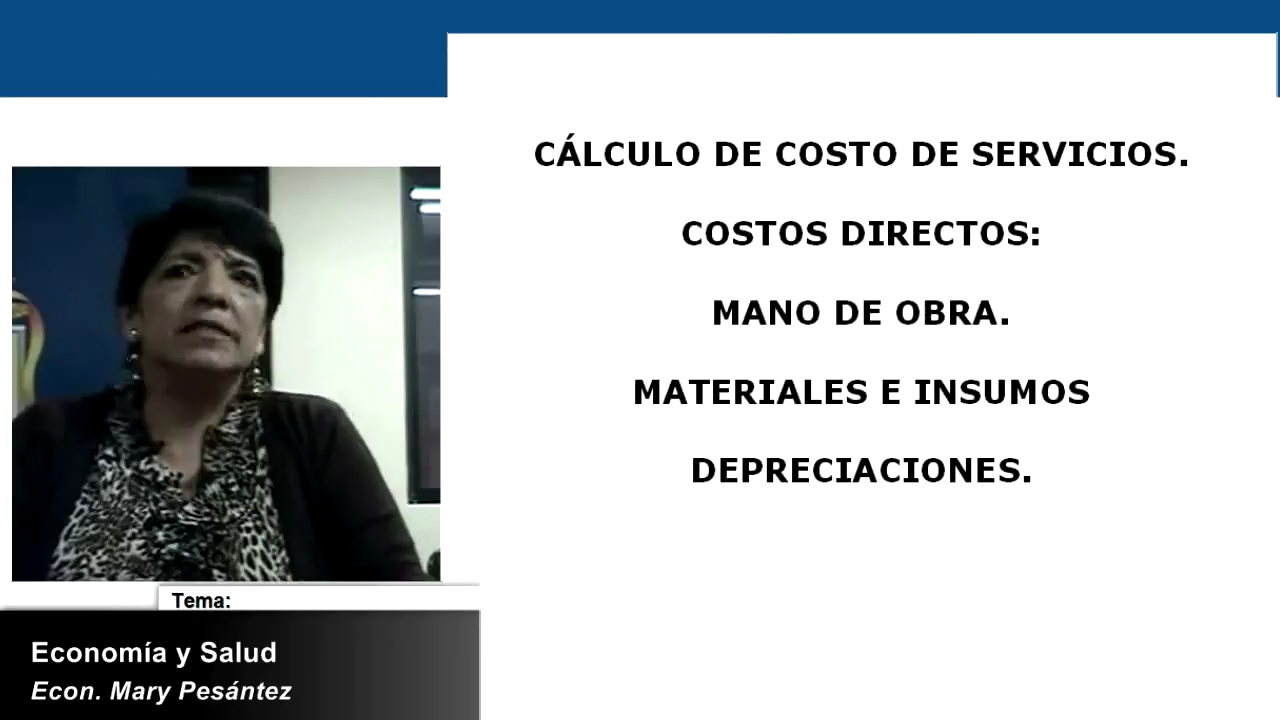 CÁLCULO DE COSTO DE SERVICIOS.
COSTOS DIRECTOS:
MANO DE OBRA.
MATERIALES E INSUMOS
DEPRECIACIONES.
Tema:
Economía y Salud
Econ. Mary Pesántez